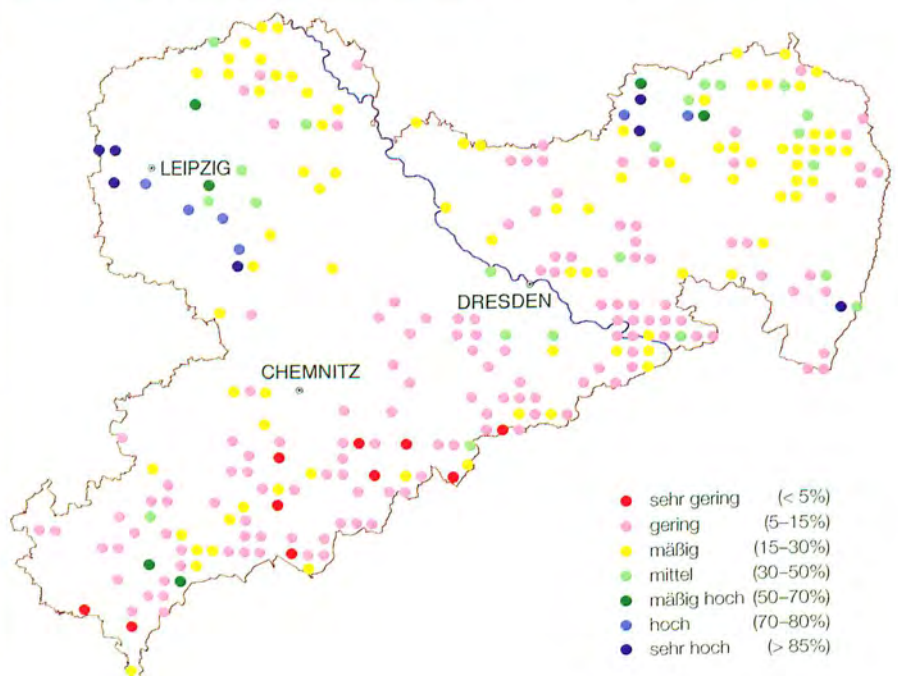 LEIPZIG
DRESDEN
CHEMNITZ
sehr gering (< 5%)
gering (5–15%)
mäßig (15–30%)
mittel (30–50%)
mäßig hoch (50–70%)
hoch (70–80%)
sehr hoch (> 85%)